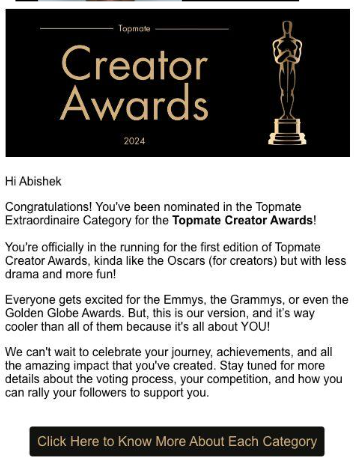 Topmate
Creator
Awards
2024
Hi Abishek
Congratulations! You've been nominated in the Topmate
Extraordinaire Category for the Topmate Creator Awards!
You're officially in the running for the first edition of Topmate
Creator Awards, kinda like the Oscars (for creators) but with less
drama and more fun!
Everyone gets excited for the Emmys, the Grammys, or even the
Golden Globe Awards. But, this is our version, and it's way
cooler than all of them because it's all about YOU!
We can't wait to celebrate your journey, achievements, and all
the amazing impact that you've created. Stay tuned for more
details about the voting process, your competition, and how you
can rally your followers to support you.
Click Here to Know More About Each Category